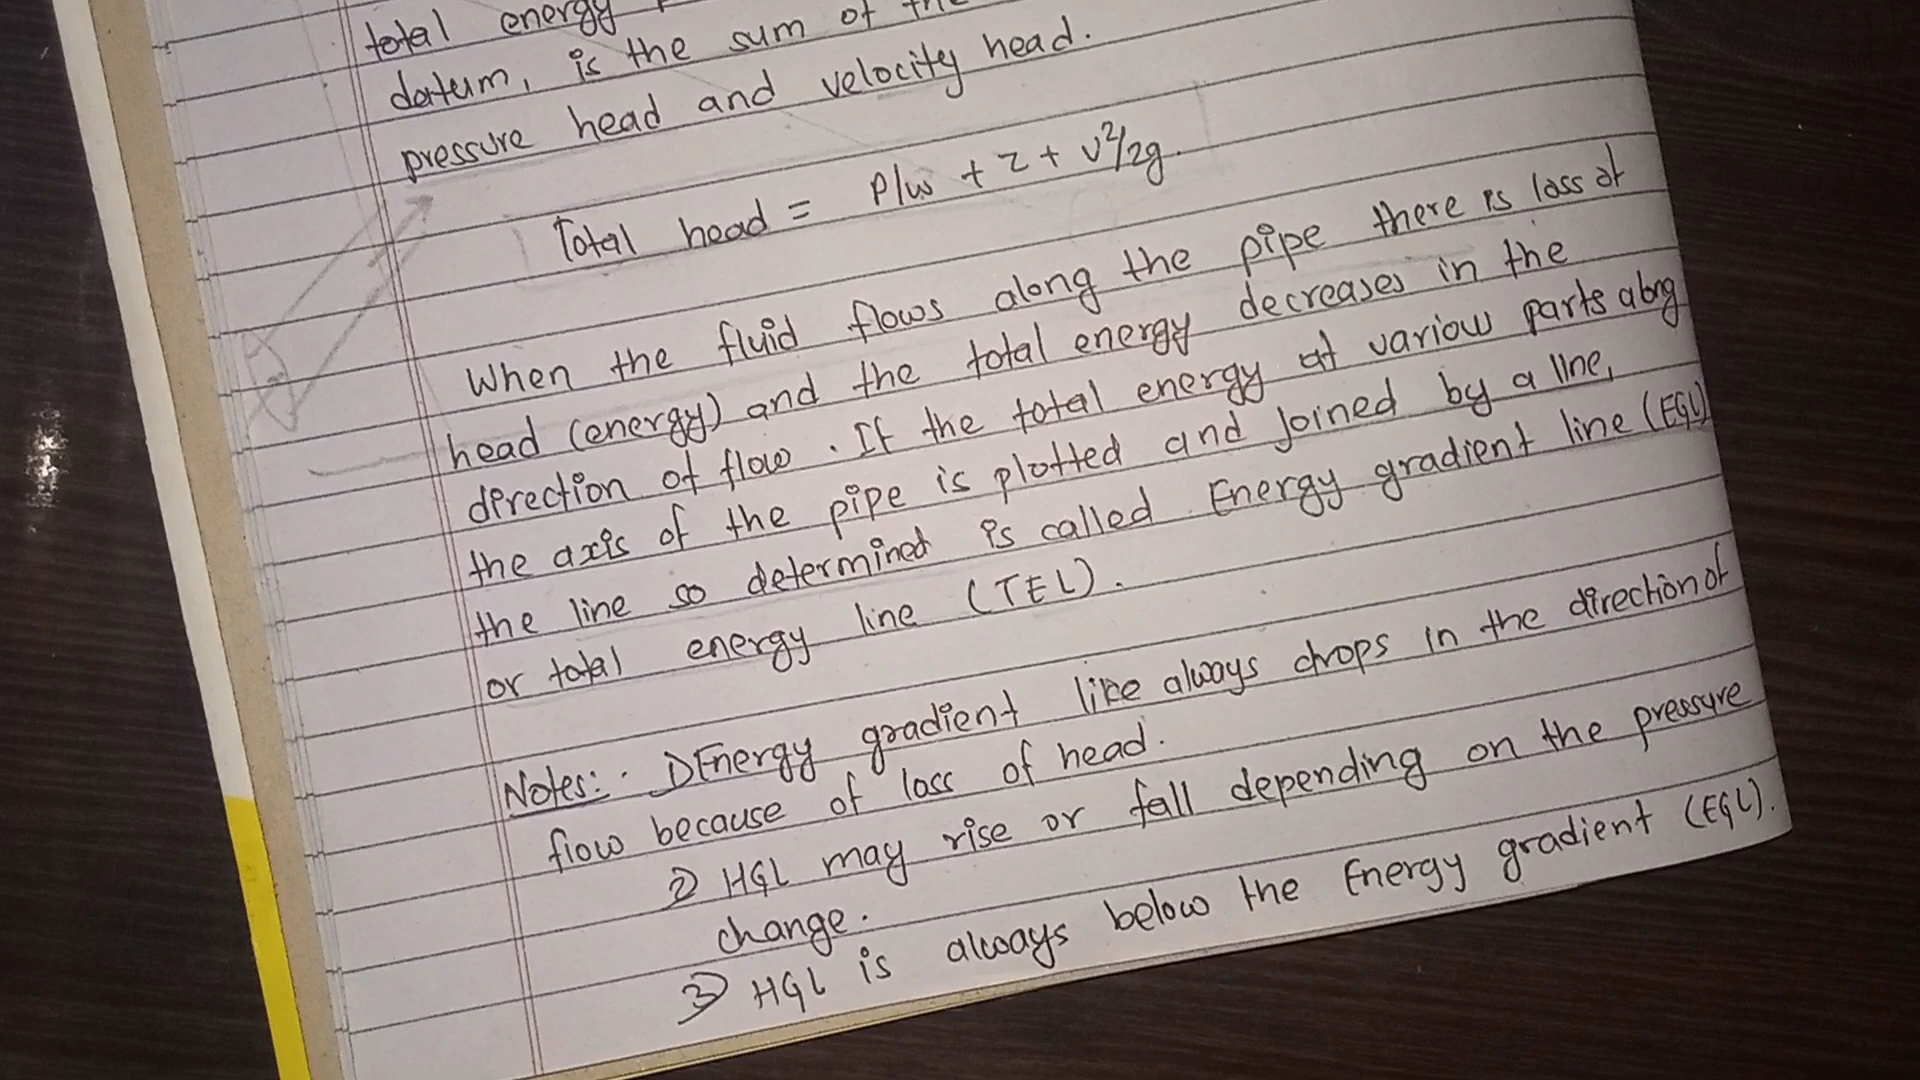 total energy
datum, is the sum of the
pressure head and velocity head.
Total head = P/w + z + v²/2g.
When the fluid flows along the pipe there is loss of
head (energy) and the total energy decreases in the
direction of flow. If the total energy at various parts along
the axis of the pipe is plotted and joined by a line,
the line so determined is called Energy gradient line (EGL)
or total energy line (TEL).
Notes:- 1) Energy gradient like always drops in the direction of
flow because of loss of head.
2) HGL may rise or fall depending on the pressure
change.
3) HGL is always below the Energy gradient (EGL).